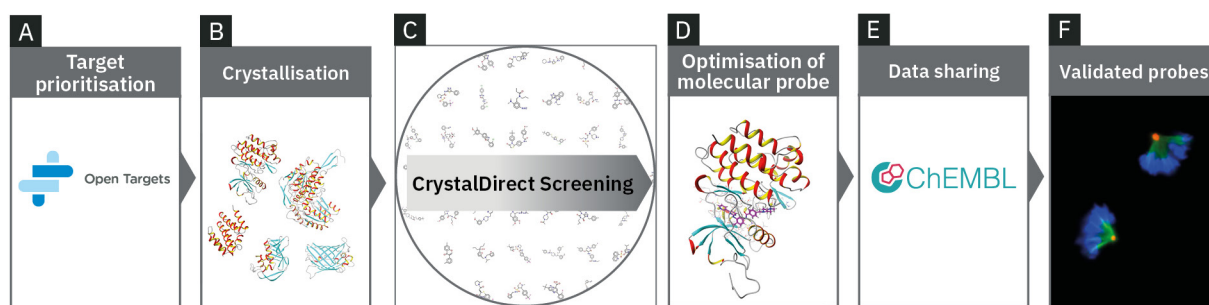 A
Target
prioritisation
Open Targets
B
Crystallisation
C
CrystalDirect Screening
D
Optimisation of
molecular probe
E
Data sharing
ChEMBL
F
Validated probes